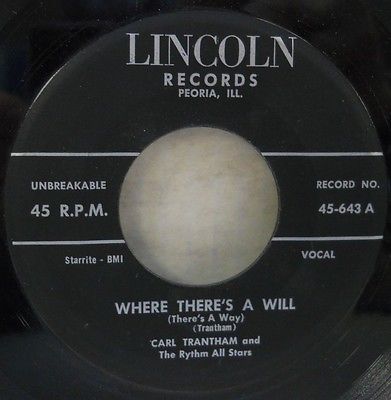 LINCOLN
RECORDS
PEORIA, ILL.
UNBREAKABLE
RECORD NO.
45 R.P.M.
45-643 A
Starrite - BMI
VOCAL
WHERE THERE'S A WILL
(There's A Way)
(Trantham)
CARL TRANTHAM and
The Rythm All Stars